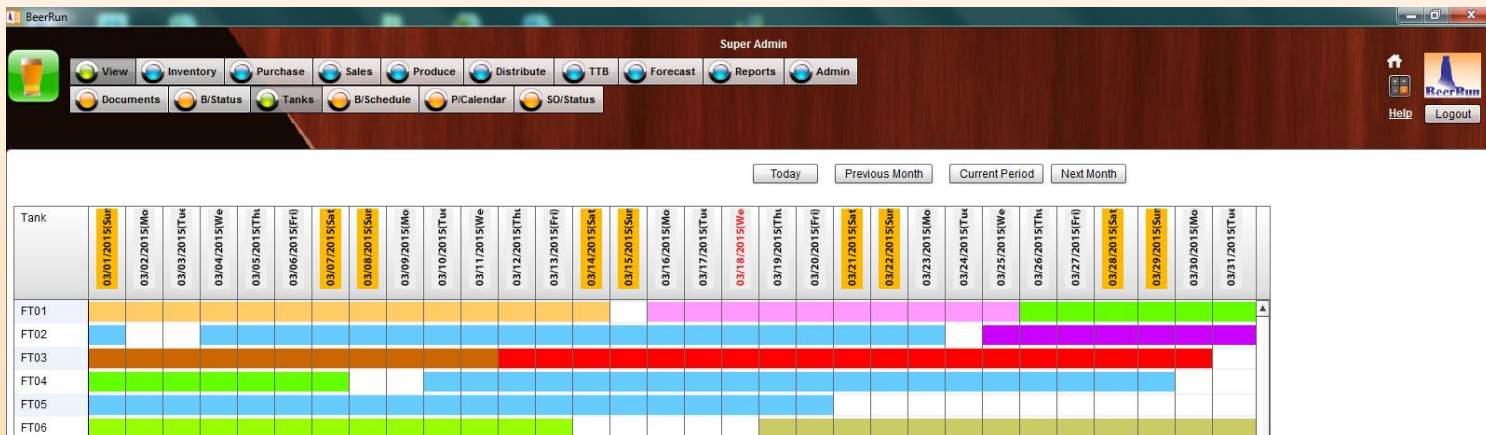 BeerRun
Super Admin
View Inventory Purchase Sales Produce Distribute TTB Forecast Reports Admin
Documents B/Status Tanks B/Schedule P/Calendar SO/Status
BeerRun
Help Logout
Today Previous Month Current Period Next Month
Tank 03/01/2015(Sun 03/02/2015(Mo 03/03/2015(Tue 03/04/2015(We 03/05/2015(Thu 03/06/2015(Fri) 03/07/2015(Sat 03/08/2015(Sun 03/09/2015(Mo 03/10/2015(Tue 03/11/2015(We 03/12/2015(Thu 03/13/2015(Fri) 03/14/2015(Sat 03/15/2015(Sun 03/16/2015(Mo 03/17/2015(Tue 03/18/2015(We 03/19/2015(Thu 03/20/2015(Fri) 03/21/2015(Sat 03/22/2015(Sun 03/23/2015(Mo 03/24/2015(Tue 03/25/2015(We 03/26/2015(Thu 03/27/2015(Fri) 03/28/2015(Sat 03/29/2015(Sun 03/30/2015(Mo 03/31/2015(Tue
FT01
FT02
FT03
FT04
FT05
FT06